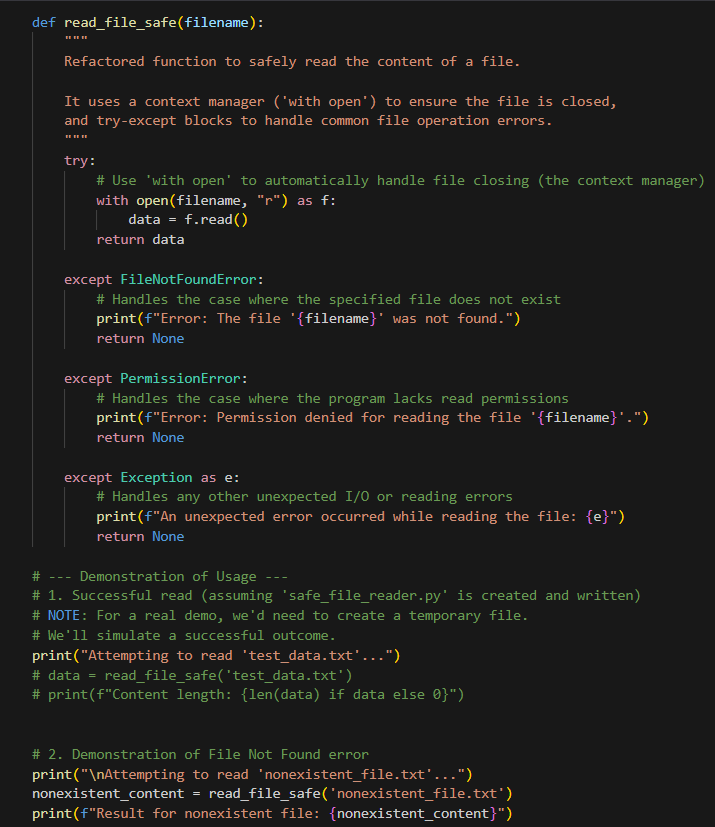 def read_file_safe(filename):
    """
    Refactored function to safely read the content of a file.

    It uses a context manager ('with open') to ensure the file is closed,
    and try-except blocks to handle common file operation errors.
    """
    try:
        # Use 'with open' to automatically handle file closing (the context manager)
        with open(filename, "r") as f:
            data = f.read()
        return data

    except FileNotFoundError:
        # Handles the case where the specified file does not exist
        print(f"Error: The file '{filename}' was not found.")
        return None

    except PermissionError:
        # Handles the case where the program lacks read permissions
        print(f"Error: Permission denied for reading the file '{filename}'.")
        return None

    except Exception as e:
        # Handles any other unexpected I/O or reading errors
        print(f"An unexpected error occurred while reading the file: {e}")
        return None

# --- Demonstration of Usage ---
# 1. Successful read (assuming 'safe_file_reader.py' is created and written)
# NOTE: For a real demo, we'd need to create a temporary file.
# We'll simulate a successful outcome.
print("Attempting to read 'test_data.txt'...")
# data = read_file_safe('test_data.txt')
# print(f"Content length: {len(data) if data else 0}")


# 2. Demonstration of File Not Found error
print("\nAttempting to read 'nonexistent_file.txt'...")
nonexistent_content = read_file_safe('nonexistent_file.txt')
print(f"Result for nonexistent file: {nonexistent_content}")